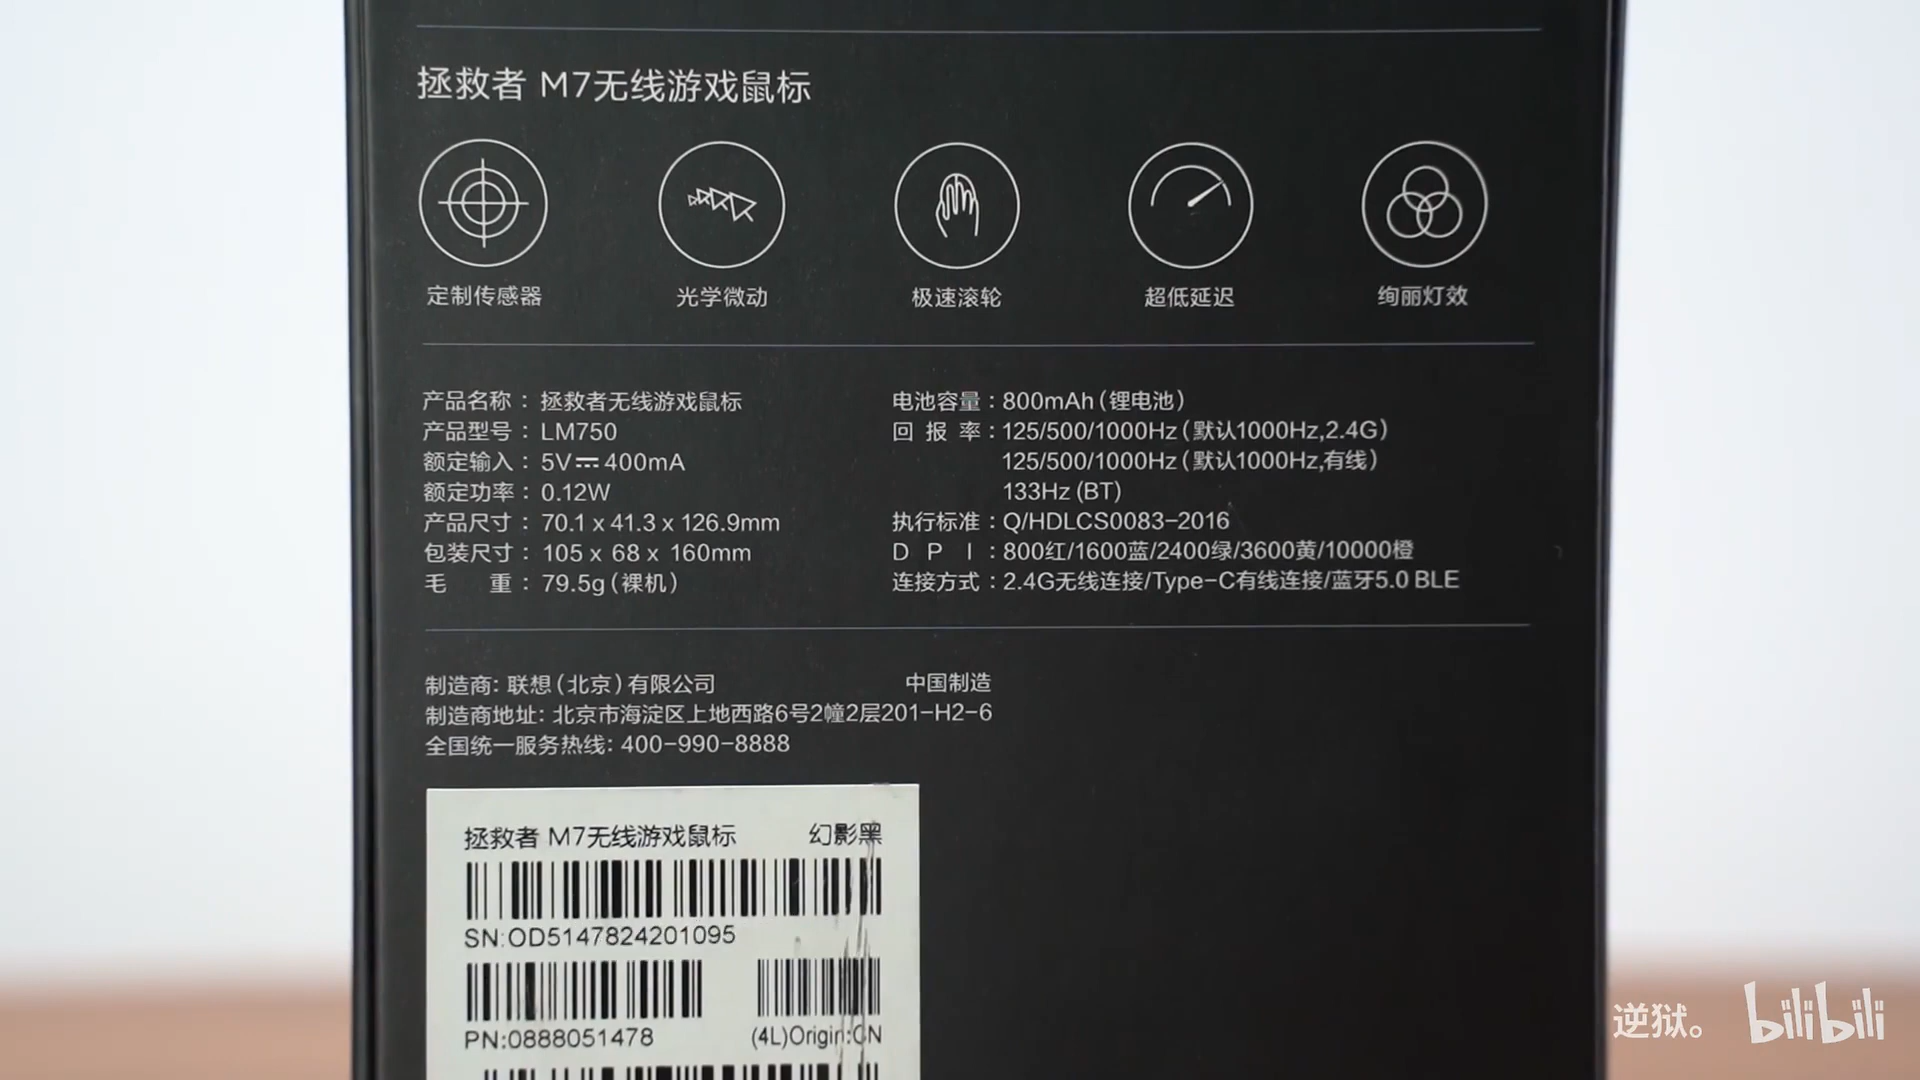 拯救者 M7无线游戏鼠标
定制传感器
光学微动
极速滚轮
超低延迟
绚丽灯效
产品名称：拯救者无线游戏鼠标
产品型号：LM750
额定输入：5V⎓400mA
额定功率：0.12W
产品尺寸：70.1 x 41.3 x 126.9mm
包装尺寸：105 x 68 x 160mm
毛 重：79.5g（裸机）
电池容量：800mAh（锂电池）
回 报 率：125/500/1000Hz（默认1000Hz,2.4G）
125/500/1000Hz（默认1000Hz,有线）
133Hz (BT)
执行标准：Q/HDLCS0083-2016
D P I：800红/1600蓝/2400绿/3600黄/10000橙
连接方式：2.4G无线连接/Type-C有线连接/蓝牙5.0 BLE
制造商: 联想（北京）有限公司
中国制造
制造商地址: 北京市海淀区上地西路6号2幢2层201-H2-6
全国统一服务热线: 400-990-8888
拯救者 M7无线游戏鼠标 幻影黑
SN:OD5147824201095
PN:0888051478
(4L)Origin:CN
逆狱。
bilibili